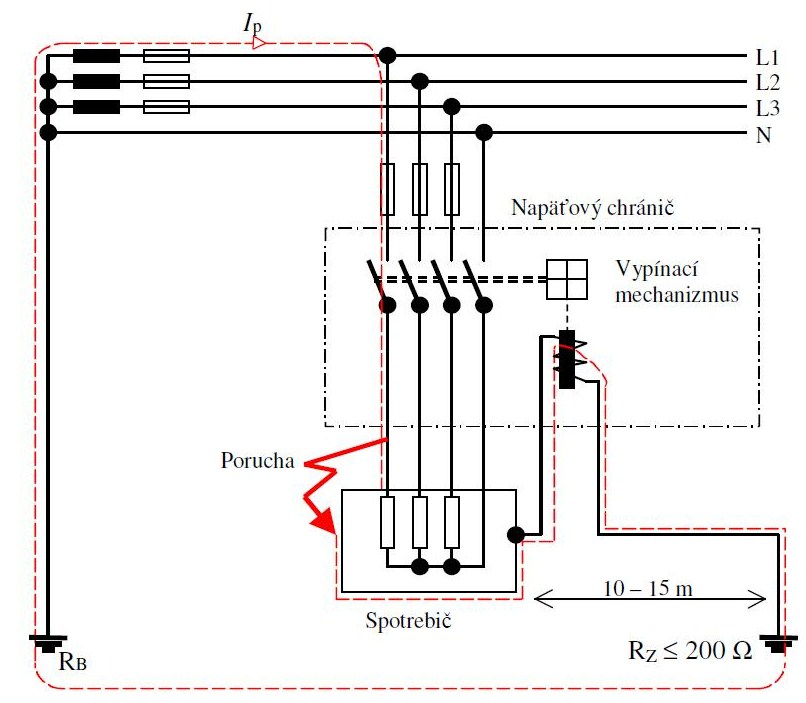 Ip
L1
L2
L3
N
Napäťový chránič
Vypínací
mechanizmus
Porucha
10 – 15 m
Spotrebič
RB
RZ ≤ 200 Ω